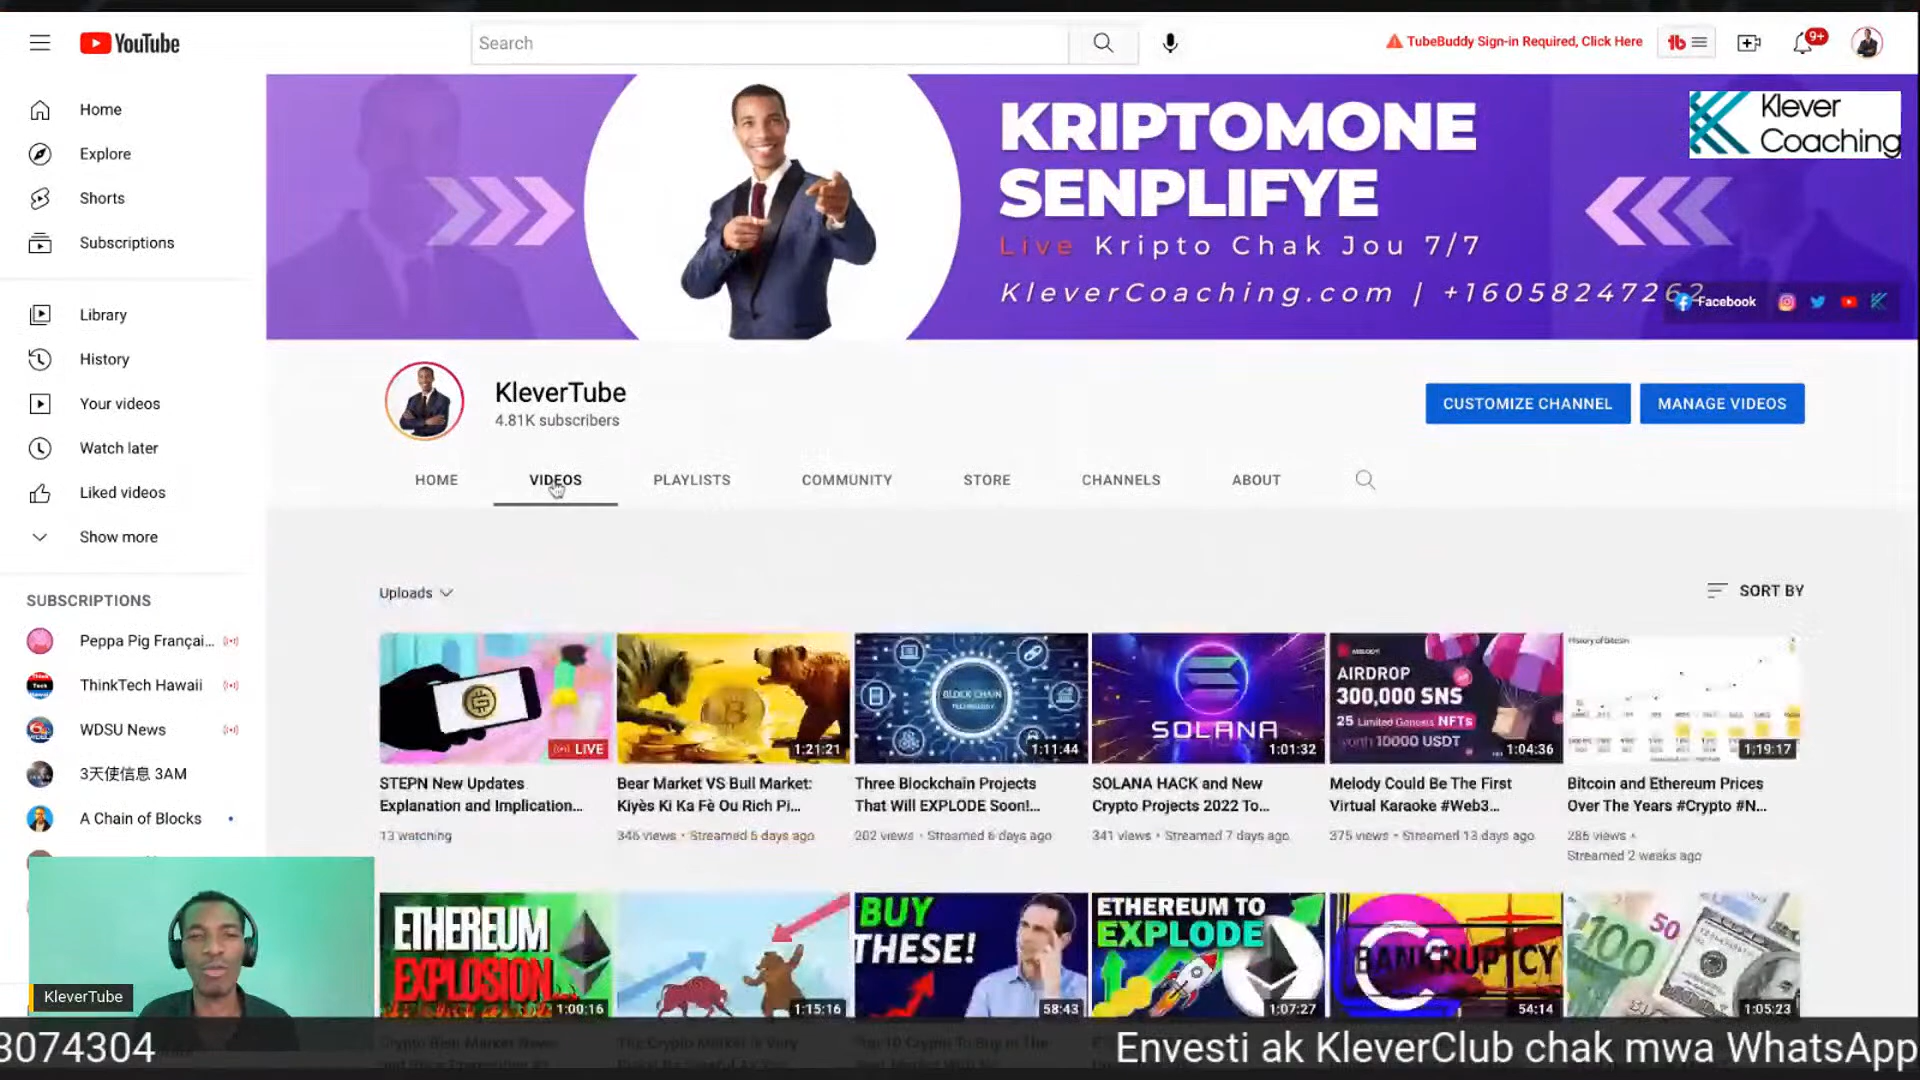 YouTube
Search
TubeBuddy Sign-in Required, Click Here
9+
Home
Explore
Shorts
Subscriptions
Library
History
Your videos
Watch later
Liked videos
Show more
SUBSCRIPTIONS
Peppa Pig Françai...
ThinkTech Hawaii
WDSU News
3天使信息 3AM
A Chain of Blocks
KRIPTOMONE
SENPLIFYE
Live Kripto Chak Jou 7/7
KleverCoaching.com | +16058247262
Klever
Coaching
Facebook
KleverTube
4.81K subscribers
CUSTOMIZE CHANNEL
MANAGE VIDEOS
HOME
VIDEOS
PLAYLISTS
COMMUNITY
STORE
CHANNELS
ABOUT
Uploads
SORT BY
LIVE
STEPN New Updates
Explanation and Implication...
13 watching
1:21:21
Bear Market VS Bull Market:
Kiyès Ki Ka Fè Ou Rich Pi...
346 views • Streamed 5 days ago
BLOCK CHAIN
TECHNOLOGY
1:11:44
Three Blockchain Projects
That Will EXPLODE Soon!...
202 views • Streamed 6 days ago
SOLANA
1:01:32
SOLANA HACK and New
Crypto Projects 2022 To...
341 views • Streamed 7 days ago
AIRDROP
300,000 SNS
25 Limited Genesis NFTs
worth 10000 USDT
1:04:36
Melody Could Be The First
Virtual Karaoke #Web3...
375 views • Streamed 13 days ago
History of Bitcoin
1:19:17
Bitcoin and Ethereum Prices
Over The Years #Crypto #N...
286 views •
Streamed 2 weeks ago
ETHEREUM
EXPLOSION
1:00:16
1:15:16
BUY
THESE!
58:43
ETHEREUM TO
EXPLODE
1:07:27
BANKRUPTCY
54:14
100
50
1:05:23
KleverTube
3074304
Envesti ak KleverClub chak mwa WhatsApp